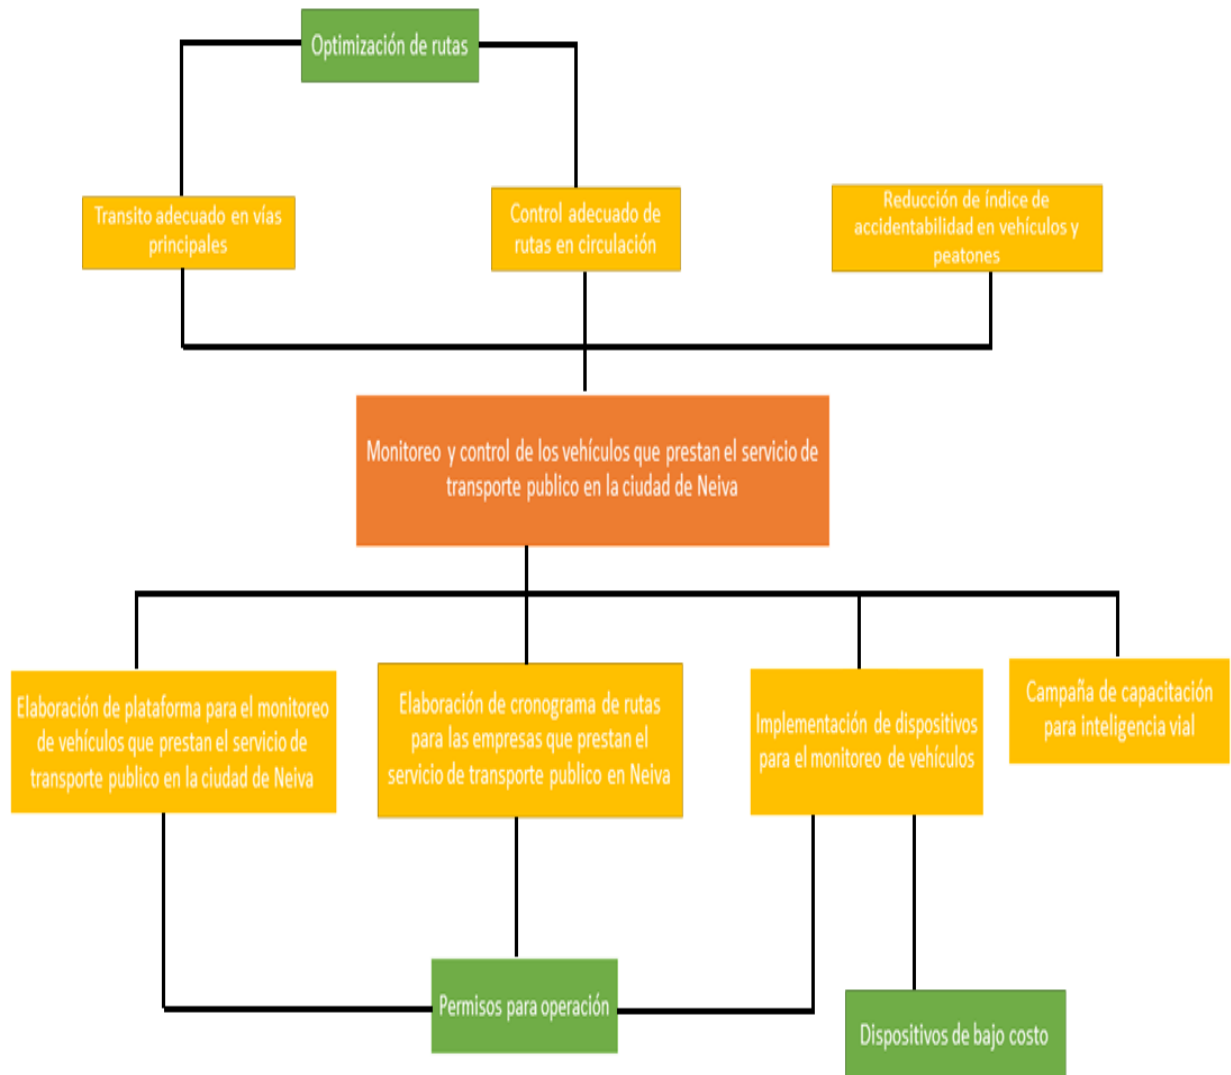 Optimización de rutas
Transito adecuado en vías
principales
Control adecuado de
rutas en circulación
Reducción de índice de
accidentabilidad en vehículos y
peatones
Monitoreo y control de los vehículos que prestan el servicio de
transporte publico en la ciudad de Neiva
Elaboración de plataforma para el monitoreo
de vehículos que prestan el servicio de
transporte publico en la ciudad de Neiva
Elaboración de cronograma de rutas
para las empresas que prestan el
servicio de transporte publico en Neiva
Implementación de dispositivos
para el monitoreo de vehículos
Campaña de capacitación
para inteligencia vial
Permisos para operación
Dispositivos de bajo costo